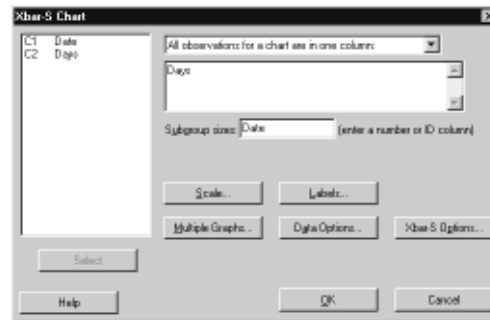 Xbar-S Chart
C1 Date
C2 Days
All observations for a chart are in one column:
Days
Subgroup sizes: Date (enter a number or ID column)
Scale... Labels...
Multiple Graphs... Data Options... Xbar-S Options...
Select
Help OK Cancel